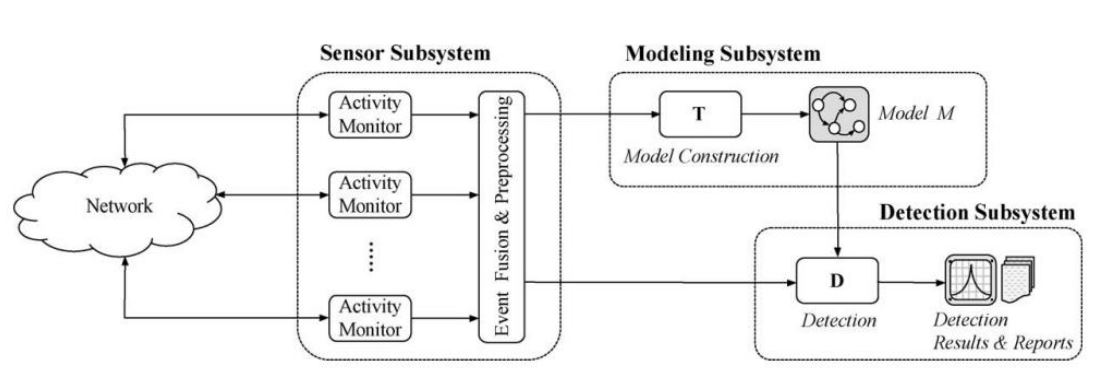 Sensor Subsystem
Modeling Subsystem
Activity
Monitor
Activity
Monitor
Activity
Monitor
Event Fusion & Preprocessing
T
Model Construction
Model M
Network
Detection Subsystem
D
Detection
Detection
Results & Reports